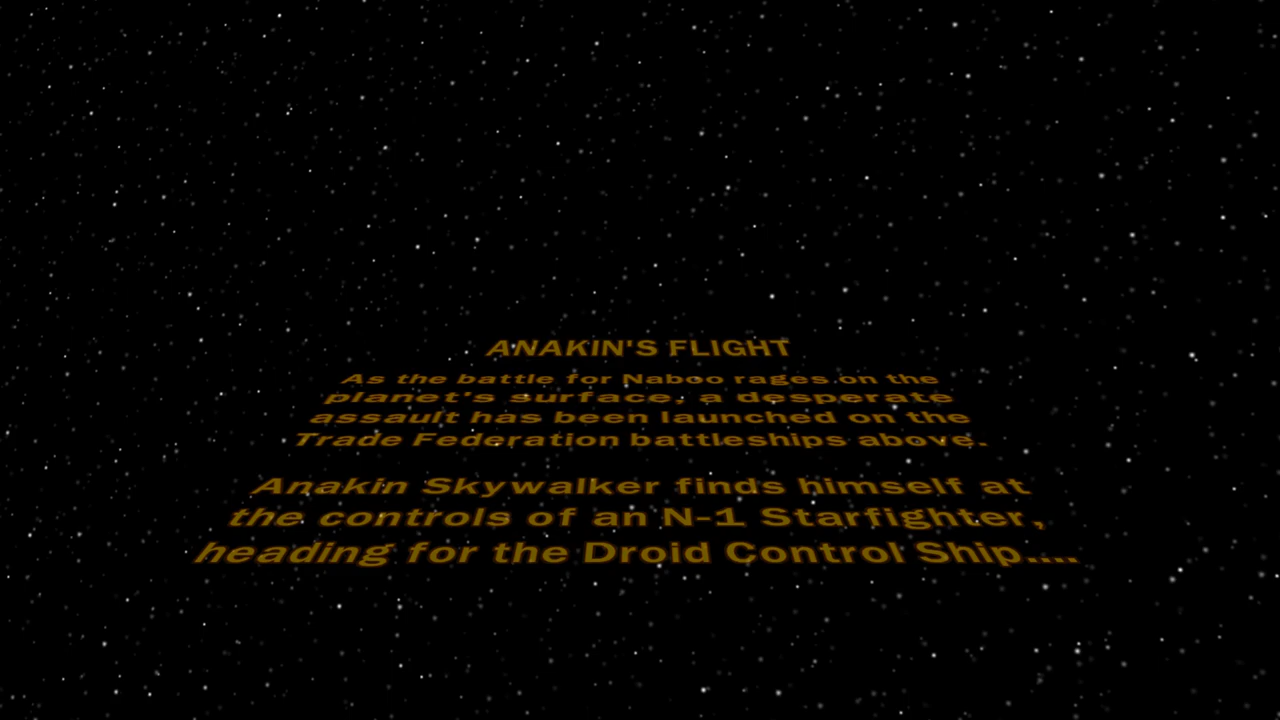 ANAKIN'S FLIGHT
As the battle for Naboo rages on the
planet's surface, a desperate
assault has been launched on the
Trade Federation battleships above.
Anakin Skywalker finds himself at
the controls of an N-1 Starfighter,
heading for the Droid Control Ship....